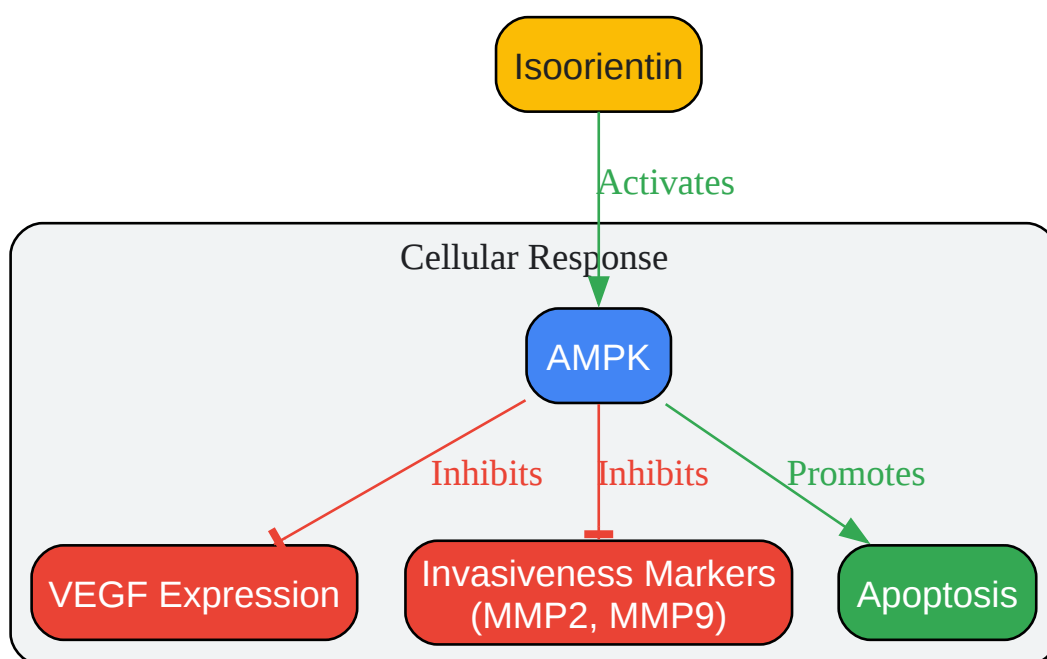 Isoorientin
Activates
Cellular Response
AMPK
Inhibits
Inhibits
Promotes
VEGF Expression
Invasiveness Markers
(MMP2, MMP9)
Apoptosis